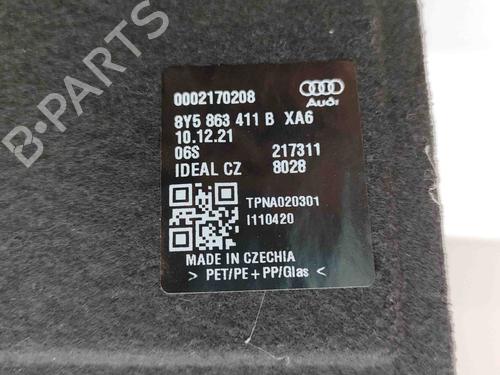 Audi
0002170208
8Y5 863 411 B XA6
10.12.21
06S 217311
IDEAL CZ 8028
TPNA020301
I110420
MADE IN CZECHIA
> PET/PE + PP/Glas <
B-PARTS